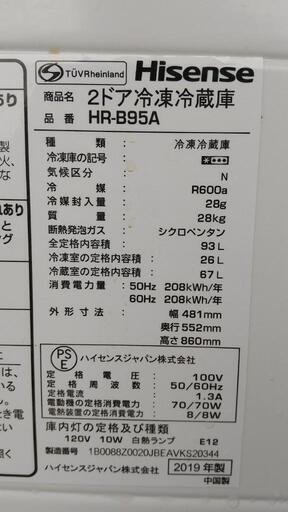 TÜVRheinland
Hisense
商品名 2ドア冷凍冷蔵庫
品番 HR-B95A
種類 冷凍冷蔵庫
冷凍庫の記号
気候区分 N
冷媒 R600a
冷媒封入量 28g
質量 28kg
断熱発泡ガス シクロペンタン
全定格内容積 93L
冷凍室の定格内容積 26L
冷蔵室の定格内容積 67L
消費電力量 50Hz 208kWh/年
60Hz 208kWh/年
外形寸法 幅 481mm
奥行552mm
高さ860mm
PS
E
ハイセンスジャパン株式会社
定格電圧 100V
定格周波数 50/60Hz
定格電流 1.3A
電動機の定格消費電力 70/70W
電熱装置の定格消費電力 8/8W
庫内灯の定格及び種類
120V 10W 白熱ランプ E12
製造番号 1B0088Z0020JBEAVKS20344
ハイセンスジャパン株式会社
2019年製
中国製